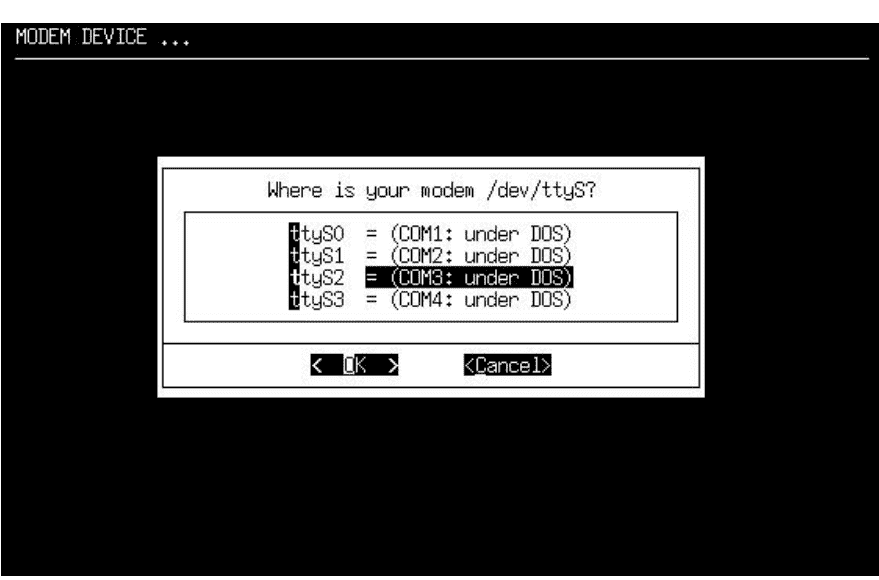 MODEM DEVICE ...
Where is your modem /dev/ttyS?
ttyS0 = (COM1: under DOS)
ttyS1 = (COM2: under DOS)
ttyS2 = (COM3: under DOS)
ttyS3 = (COM4: under DOS)
< OK > <Cancel>